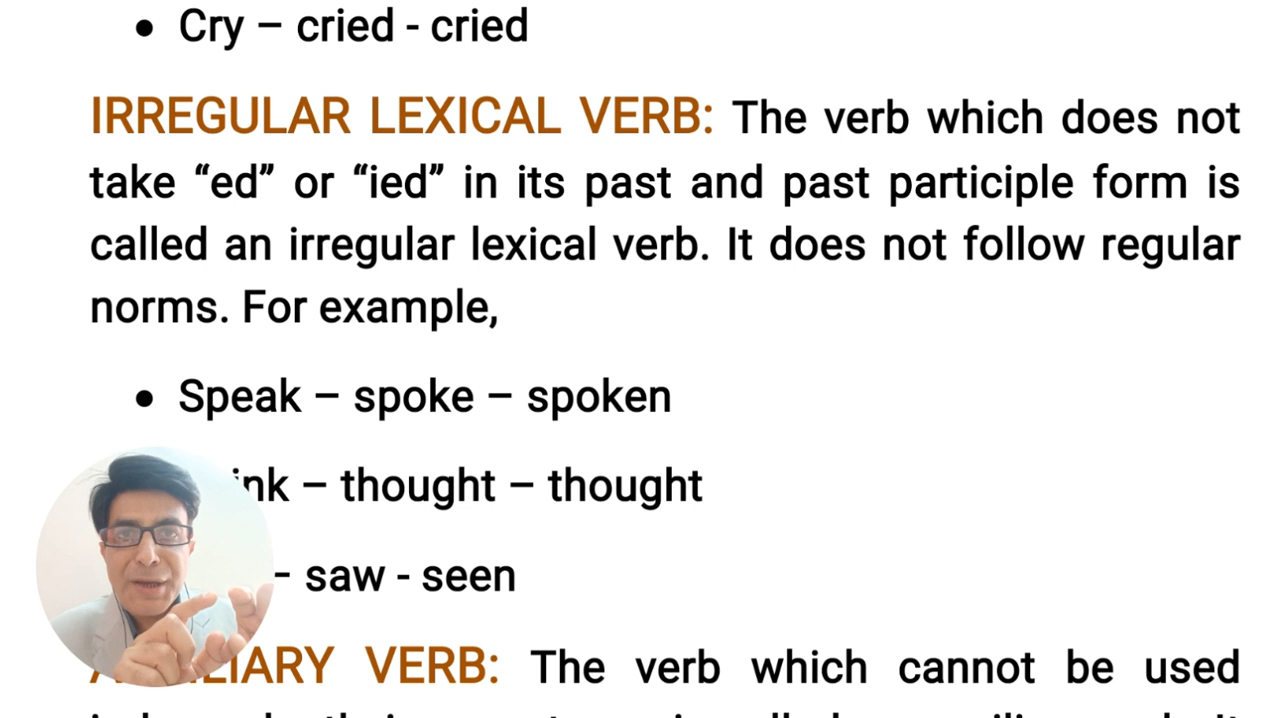 • Cry – cried - cried
IRREGULAR LEXICAL VERB: The verb which does not
take “ed” or “ied” in its past and past participle form is
called an irregular lexical verb. It does not follow regular
norms. For example,
• Speak – spoke – spoken
– thought – thought
– saw - seen
VERB: The verb which cannot be used